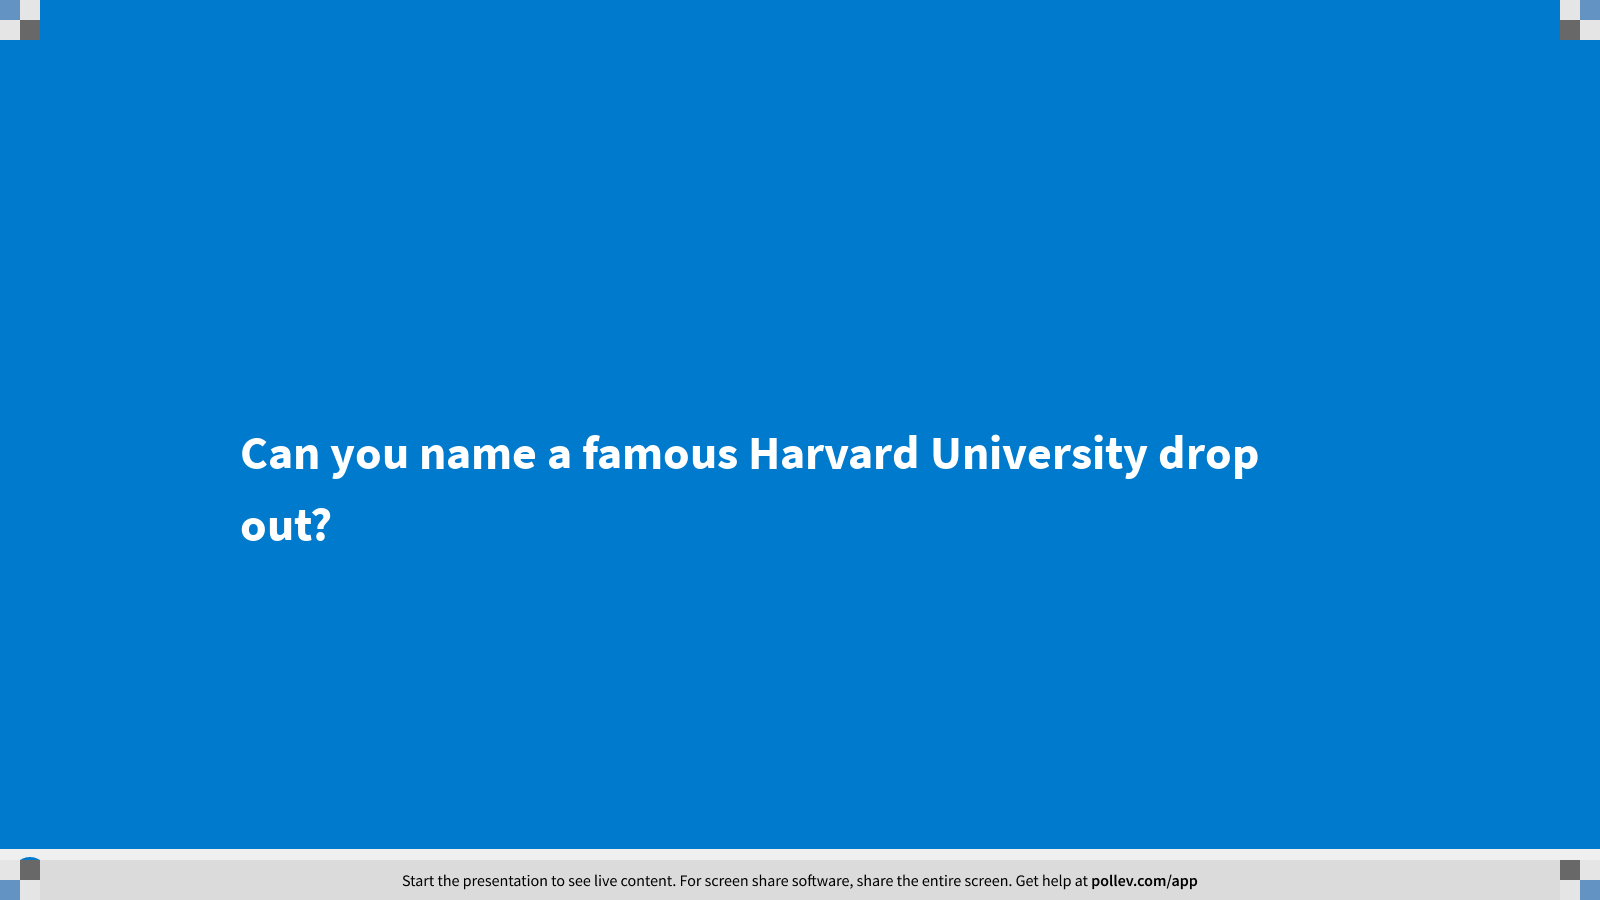 Can you name a famous Harvard University drop
out?
Start the presentation to see live content. For screen share software, share the entire screen. Get help at pollev.com/app